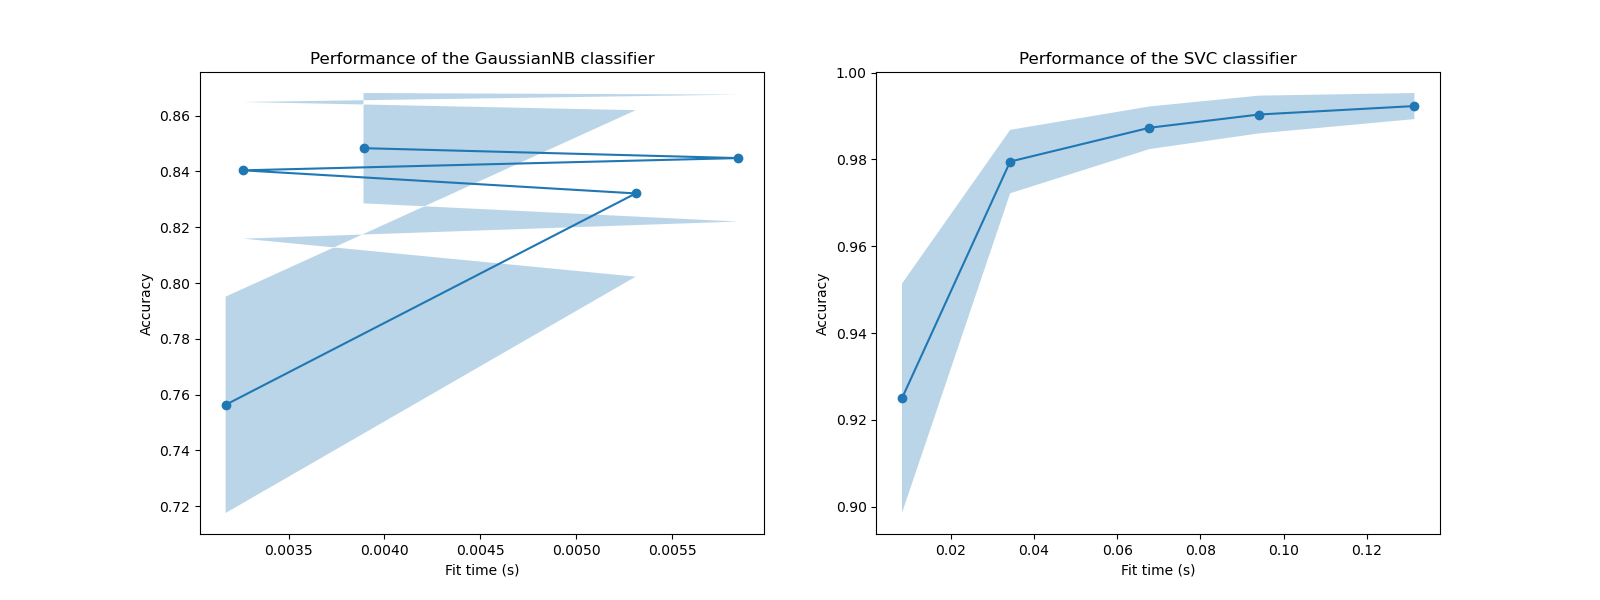 Performance of the GaussianNB classifier
Accuracy
0.86
0.84
0.82
0.80
0.78
0.76
0.74
0.72
0.0035 0.0040 0.0045 0.0050 0.0055
Fit time (s)
Performance of the SVC classifier
Accuracy
1.00
0.98
0.96
0.94
0.92
0.90
0.02 0.04 0.06 0.08 0.10 0.12
Fit time (s)